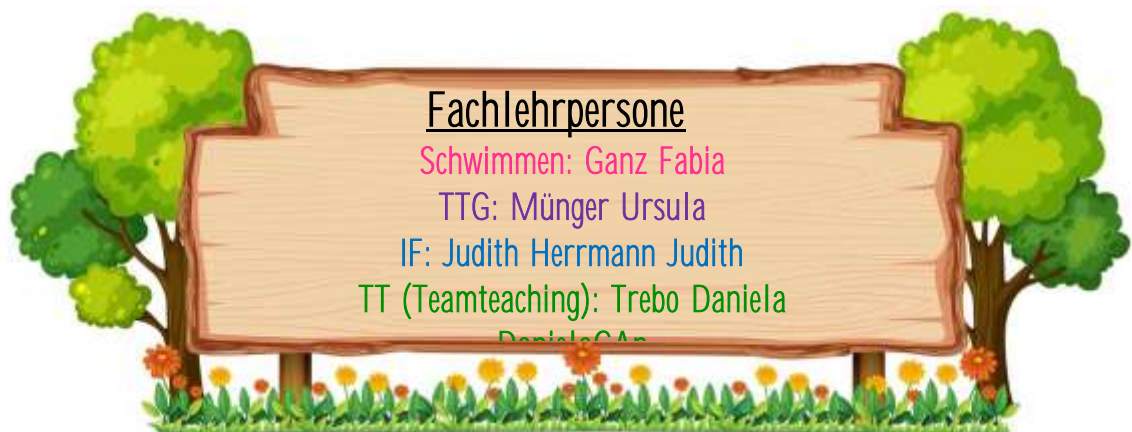 Fachlehrpersone
Schwimmen: Ganz Fabia
TTG: Münger Ursula
IF: Judith Herrmann Judith
TT (Teamteaching): Trebo Daniela